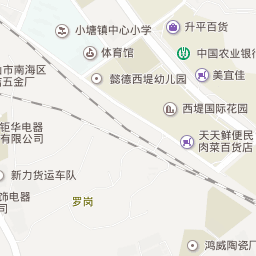 升平百货
小塘镇中心小学
体育馆
中国农业银行
山市南海区
五金厂
美宜佳
懿德西堤幼儿园
西堤国际花园
钜华电器
有限公司
天天鲜便民
肉菜百货店
新力货运车队
饰电器
公司
罗岗
鸿威陶瓷厂